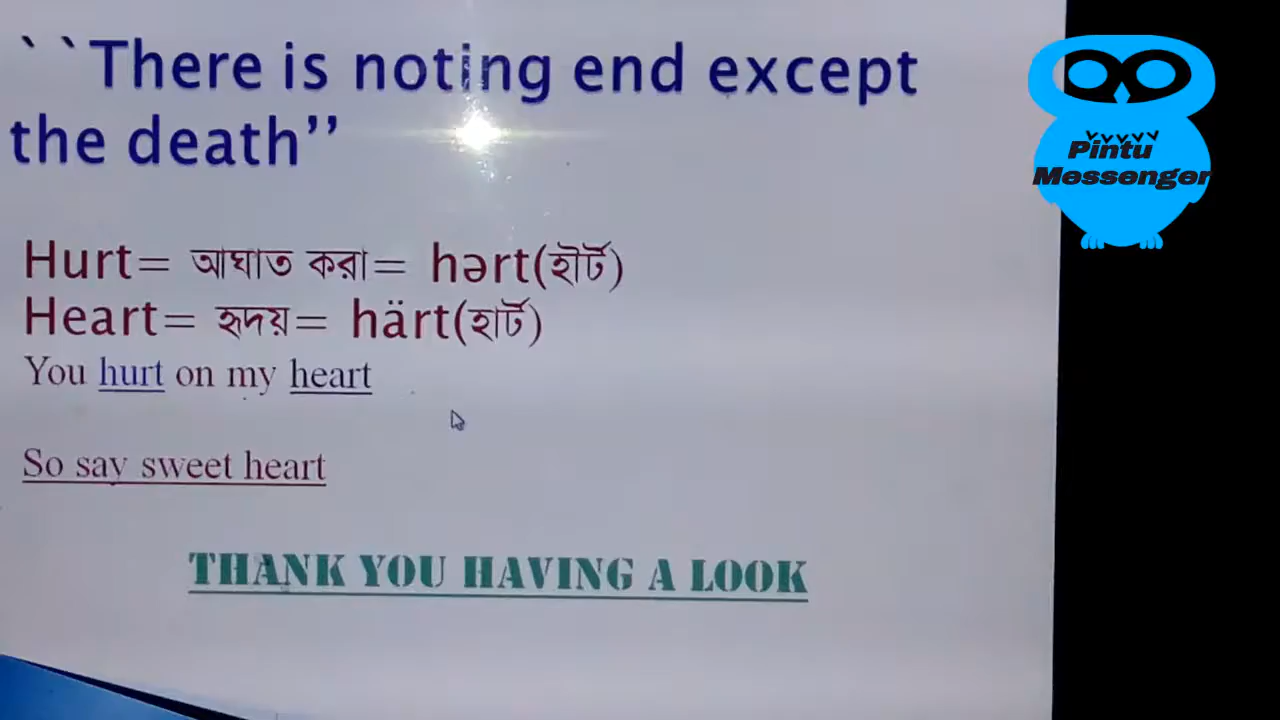 ``There is noting end except
the death’’
Hurt= আঘাত করা= hərt(হৗর্ট)
Heart= হৃদয়= härt(হার্ট)
You hurt on my heart
So say sweet heart
THANK YOU HAVING A LOOK
Pintu
Messenger